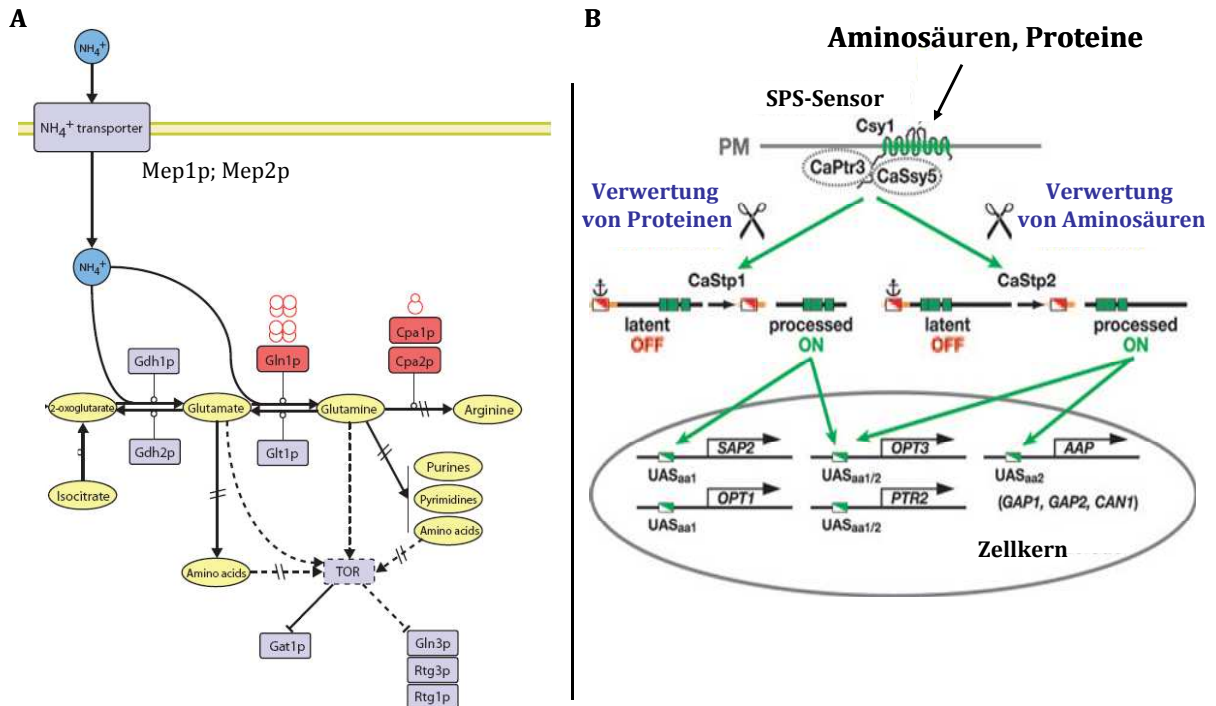 A
NH₄⁺
NH₄⁺ transporter
Mep1p; Mep2p
NH₄⁺
Gdh1p
Gln1p
Cpa1p
Cpa2p
2-oxoglutarate
Glutamate
Glutamine
Arginine
Gdh2p
Glt1p
Isocitrate
Purines
Pyrimidines
Amino acids
Amino acids
TOR
Gat1p
Gln3p
Rtg3p
Rtg1p
B
Aminosäuren, Proteine
SPS-Sensor
Csy1
PM
CaPtr3
CaSsy5
Verwertung
von Proteinen
Verwertung
von Aminosäuren
CaStp1
CaStp2
latent
OFF
processed
ON
latent
OFF
processed
ON
SAP2
UASaa1
OPT3
UASaa1/2
AAP
UASaa2
OPT1
UASaa1
PTR2
UASaa1/2
(GAP1, GAP2, CAN1)
Zellkern